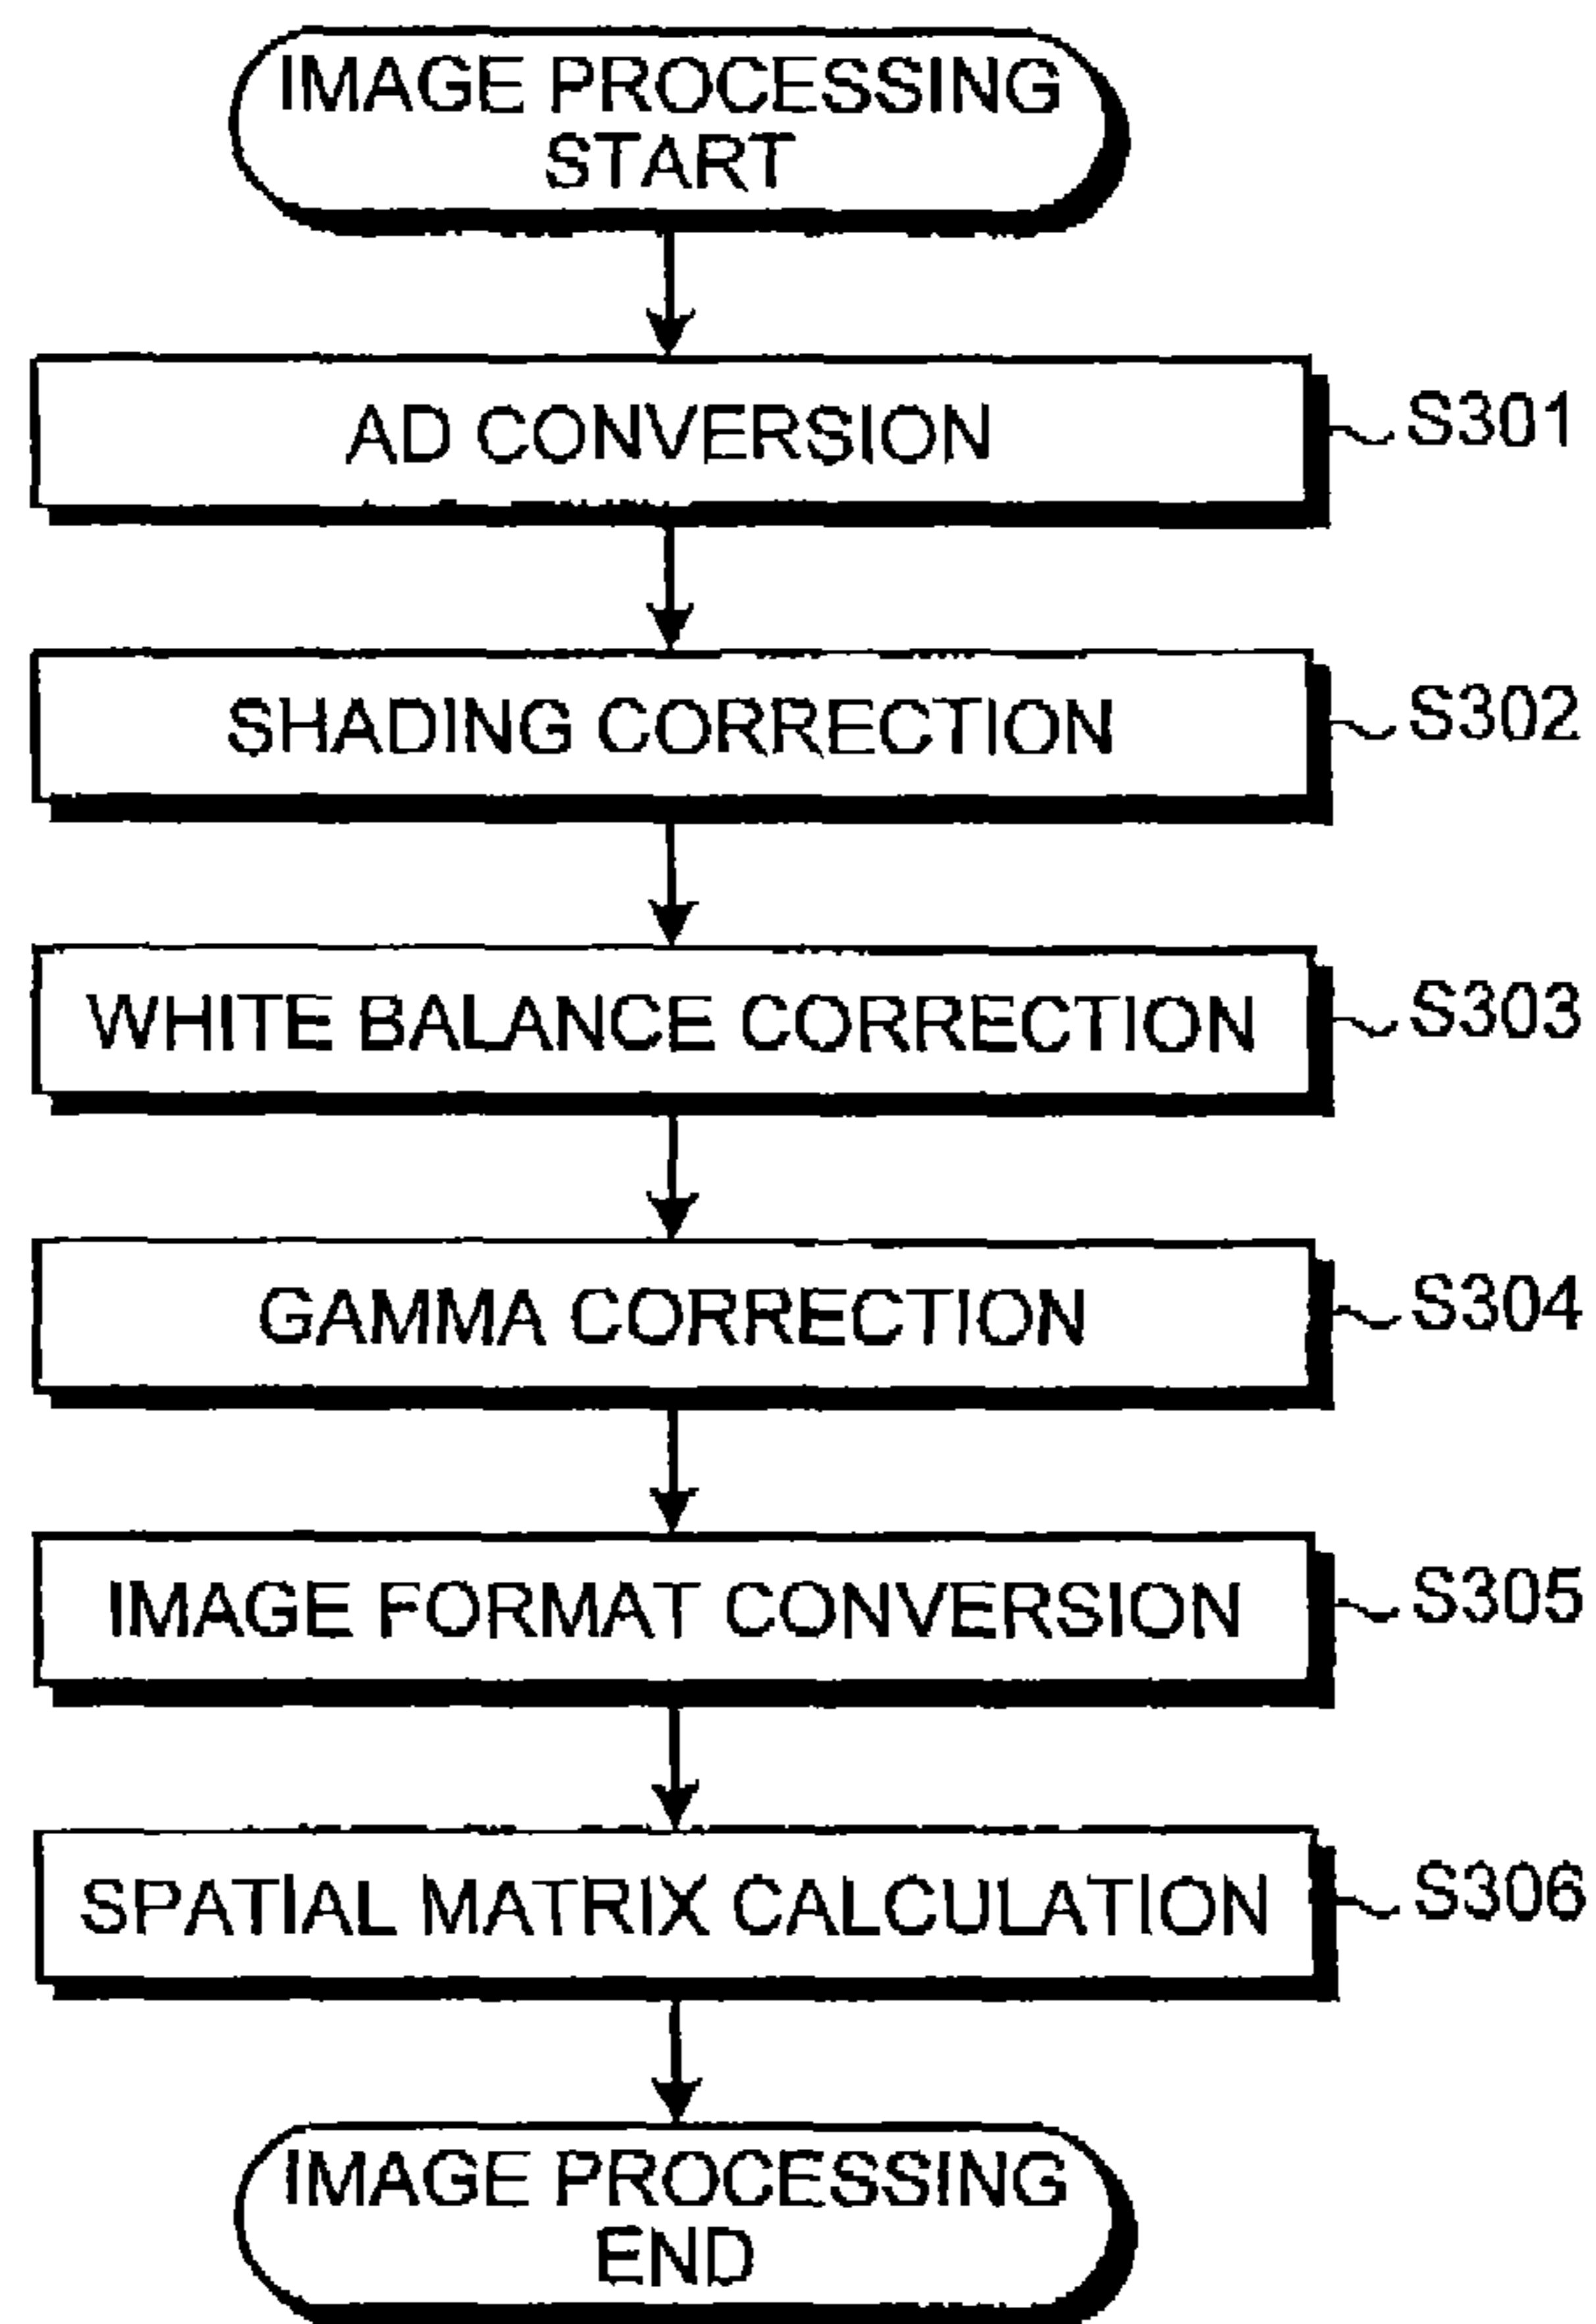 IMAGE PROCESSING
START
AD CONVERSION
S301
SHADING CORRECTION
S302
WHITE BALANCE CORRECTION
S303
GAMMA CORRECTION
S304
IMAGE FORMAT CONVERSION
S305
SPATIAL MATRIX CALCULATION
S306
IMAGE PROCESSING
END